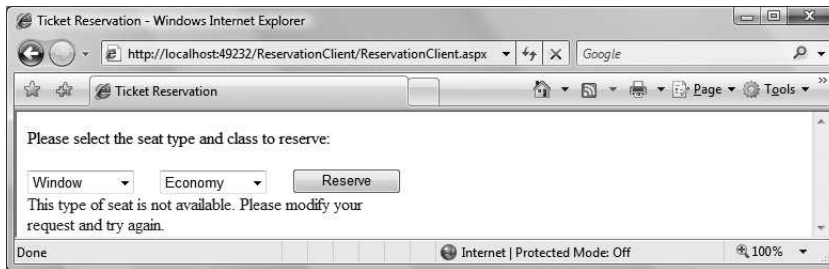 Ticket Reservation - Windows Internet Explorer
http://localhost:49232/ReservationClient/ReservationClient.aspx
Google
Ticket Reservation
Page
Tools
Please select the seat type and class to reserve:
Window Economy Reserve
This type of seat is not available. Please modify your
request and try again.
Done
Internet | Protected Mode: Off
100%